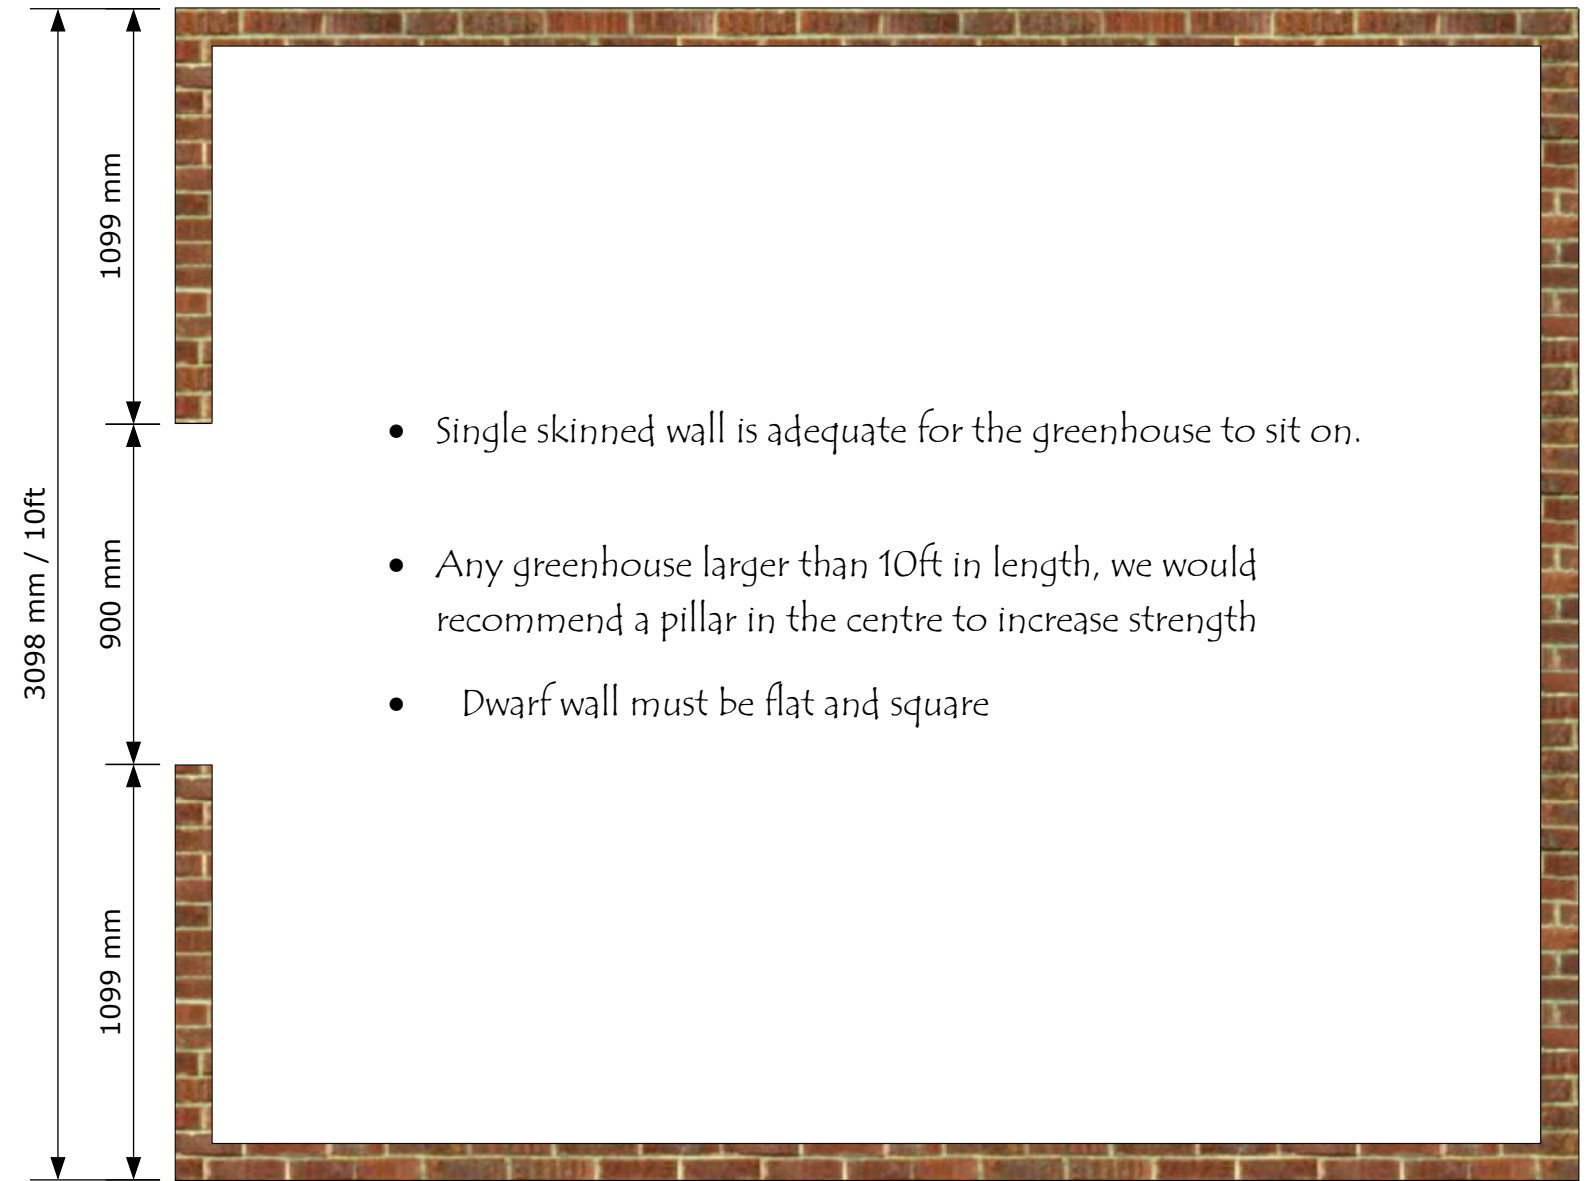 3098 mm / 10ft
1099 mm
900 mm
1099 mm
• Single skinned wall is adequate for the greenhouse to sit on.
• Any greenhouse larger than 10ft in length, we would
recommend a pillar in the centre to increase strength
• Dwarf wall must be flat and square